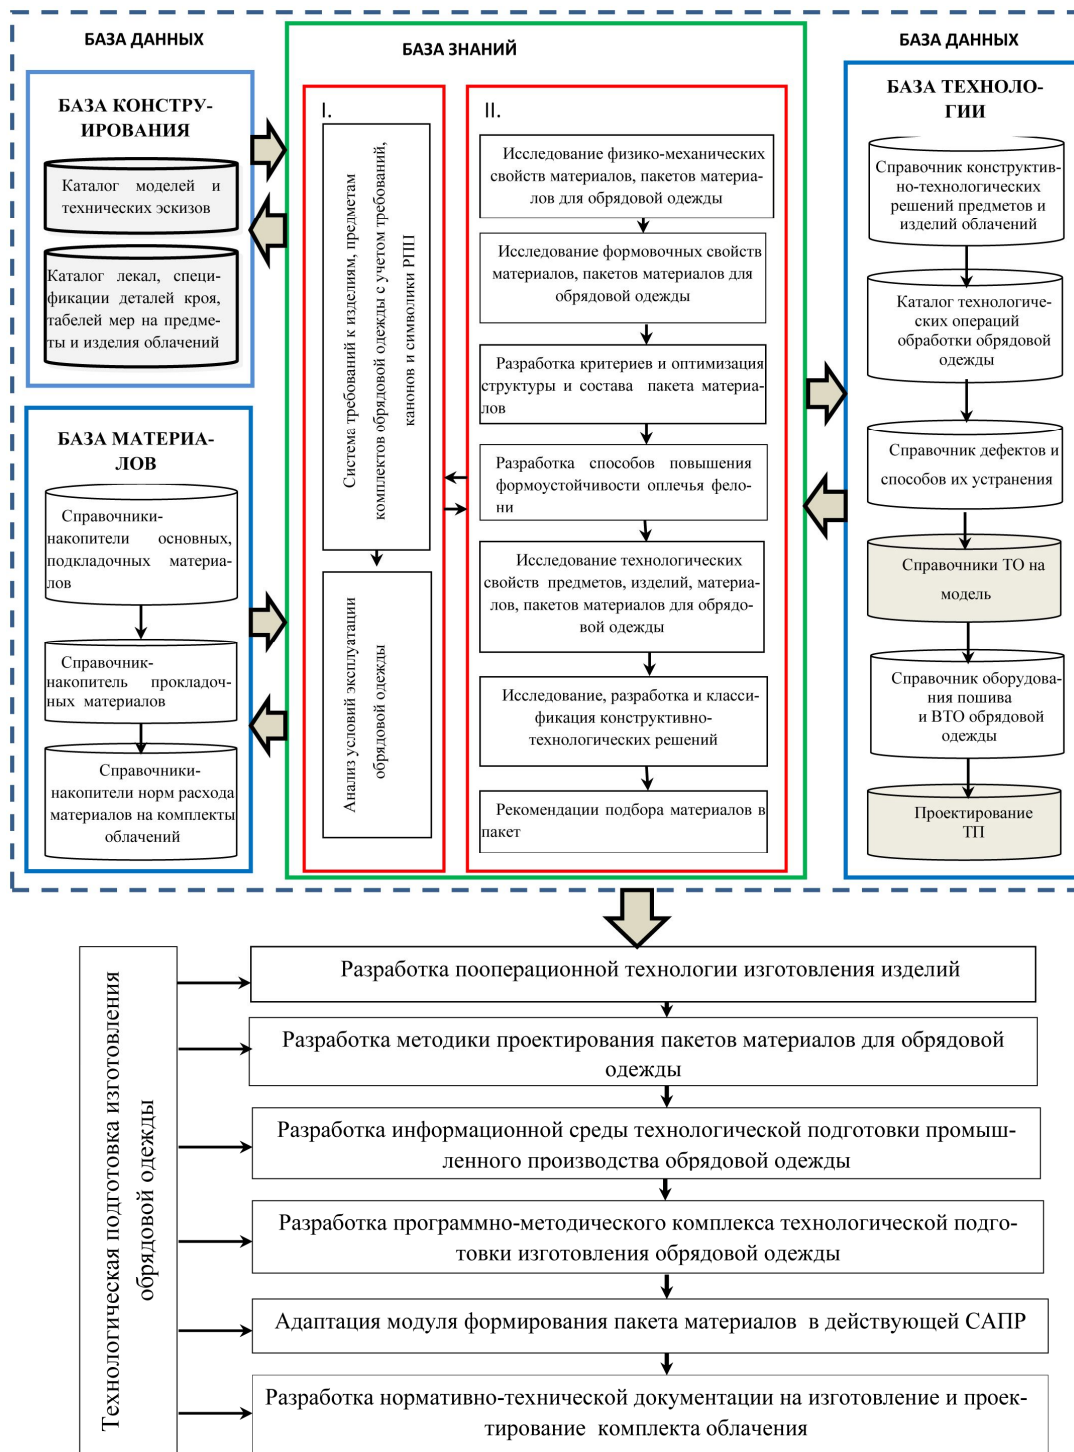 БАЗА ДАННЫХ
БАЗА КОНСТРУ-
ИРОВАНИЯ
Каталог моделей и
технических эскизов
Каталог лекал, специ-
фикации деталей кроя,
табелей мер на предме-
ты и изделия облачений
БАЗА МАТЕРИА-
ЛОВ
Справочники-
накопители основных,
подкладочных материа-
лов
Справочник-
накопитель прокладоч-
ных материалов
Справочники-
накопители норм расхода
материалов на комплекты
облачений
БАЗА ЗНАНИЙ
I.
Система требований к изделиям, предметам
комплектов обрядовой одежды с учетом требований,
канонов и символики РПЦ
Анализ условий эксплуатации
обрядовой одежды
II.
Исследование физико-механических
свойств материалов, пакетов материа-
лов для обрядовой одежды
Исследование формовочных свойств
материалов, пакетов материалов для
обрядовой одежды
Разработка критериев и оптимизация
структуры и состава пакета материа-
лов
Разработка способов повышения
формоустойчивости оплечья фело-
ни
Исследование технологических
свойств предметов, изделий, материа-
лов, пакетов материалов для обрядо-
вой одежды
Исследование, разработка и класси-
фикация конструктивно-
технологических решений
Рекомендации подбора материалов в
пакет
БАЗА ДАННЫХ
БАЗА ТЕХНОЛО-
ГИИ
Справочник конструктив-
но-технологических
решений предметов и
изделий облачений
Каталог технологиче-
ских операций
обработки обрядовой
одежды
Справочник дефектов и
способов их устранения
Справочники ТО на
модель
Справочник оборудова-
ния пошива
и ВТО обрядовой
одежды
Проектирование
ТП
Технологическая подготовка изготовления
обрядовой одежды
Разработка пооперационной технологии изготовления изделий
Разработка методики проектирования пакетов материалов для обрядовой
одежды
Разработка информационной среды технологической подготовки промыш-
ленного производства обрядовой одежды
Разработка программно-методического комплекса технологической подго-
товки изготовления обрядовой одежды
Адаптация модуля формирования пакета материалов в действующей САПР
Разработка нормативно-технической документации на изготовление и проек-
тирование комплекта облачения